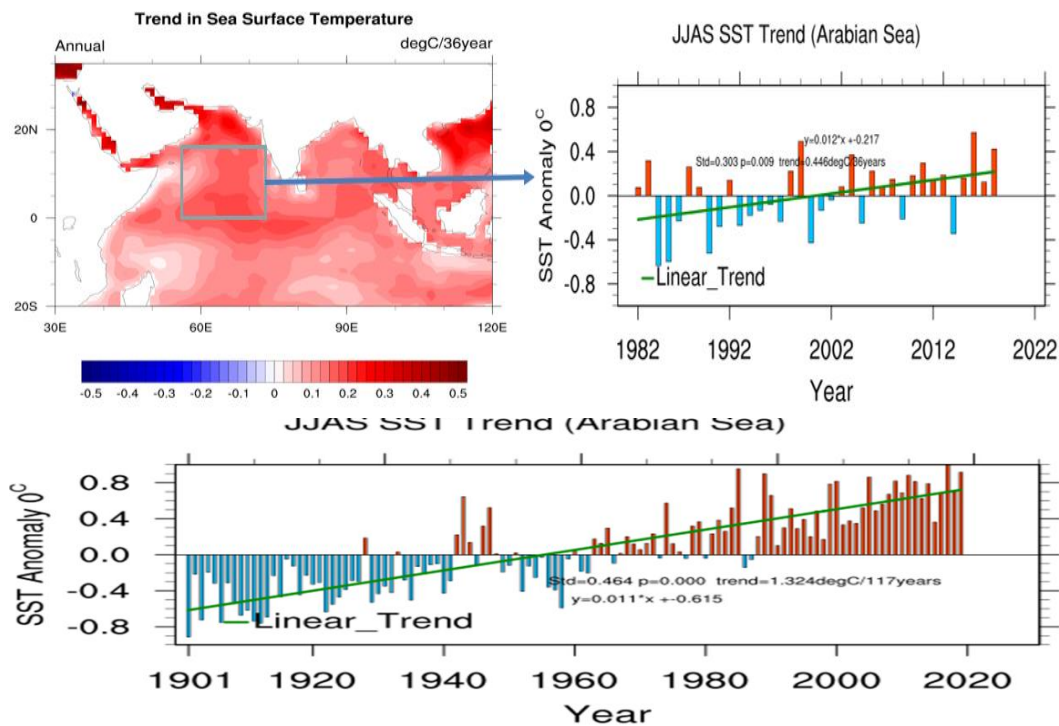 Trend in Sea Surface Temperature
Annual
degC/36year
20N
0
20S
30E 60E 90E 120E
-0.5 -0.4 -0.3 -0.2 -0.1 0 0.1 0.2 0.3 0.4 0.5
JJAS SST Trend (Arabian Sea)
SST Anomaly 0C
0.8
0.4
0.0
-0.4
-0.8
y=0.012*x +-0.217
Std=0.303 p=0.009 trend=0.446degC/36years
Linear_Trend
1982 1992 2002 2012 2022
Year
JJAS SST Trend (Arabian Sea)
SST Anomaly 0C
0.8
0.4
0.0
-0.4
-0.8
Std=0.464 p=0.000 trend=1.324degC/117years
y=0.011*x +-0.615
Linear_Trend
1901 1920 1940 1960 1980 2000 2020
Year